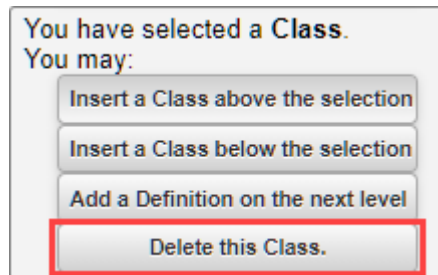 You have selected a Class.
You may:
Insert a Class above the selection
Insert a Class below the selection
Add a Definition on the next level
Delete this Class.